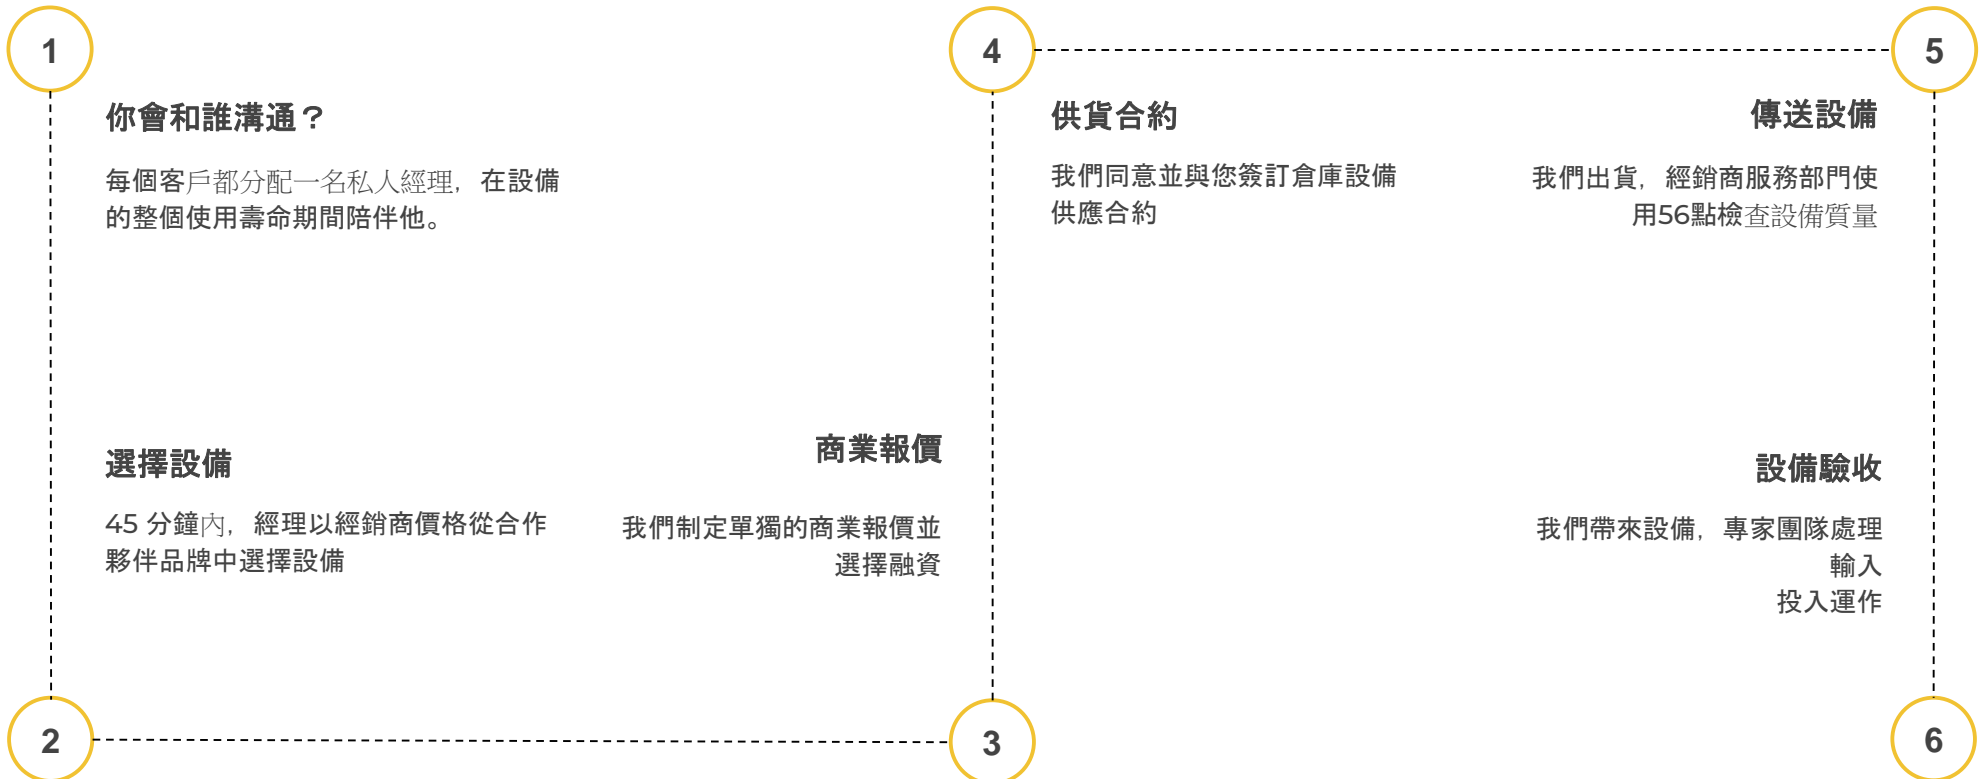 1
你會和誰溝通？
每個客戶都分配一名私人經理，在設備
的整個使用壽命期間陪伴他。
2
選擇設備
45 分鐘內，經理以經銷商價格從合作
夥伴品牌中選擇設備
3
商業報價
我們制定單獨的商業報價並
選擇融資
4
供貨合約
我們同意並與您簽訂倉庫設備
供應合約
5
傳送設備
我們出貨，經銷商服務部門使
用56點檢查設備質量
6
設備驗收
我們帶來設備，專家團隊處理
輸入
投入運作